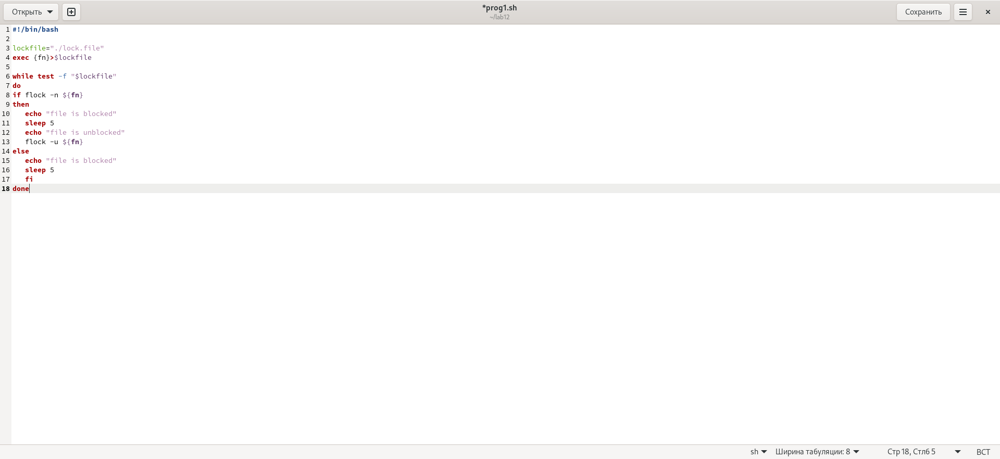 Открыть
*prog1.sh
~/lab12
Сохранить
1 #!/bin/bash
2
3 lockfile="./lock.file"
4 exec {fn}>$lockfile
5
6 while test -f "$lockfile"
7 do
8 if flock -n ${fn}
9 then
10    echo "file is blocked"
11    sleep 5
12    echo "file is unblocked"
13    flock -u ${fn}
14 else
15    echo "file is blocked"
16    sleep 5
17    fi
18 done
sh Ширина табуляции: 8 Стр 18, Стлб 5 ВСТ